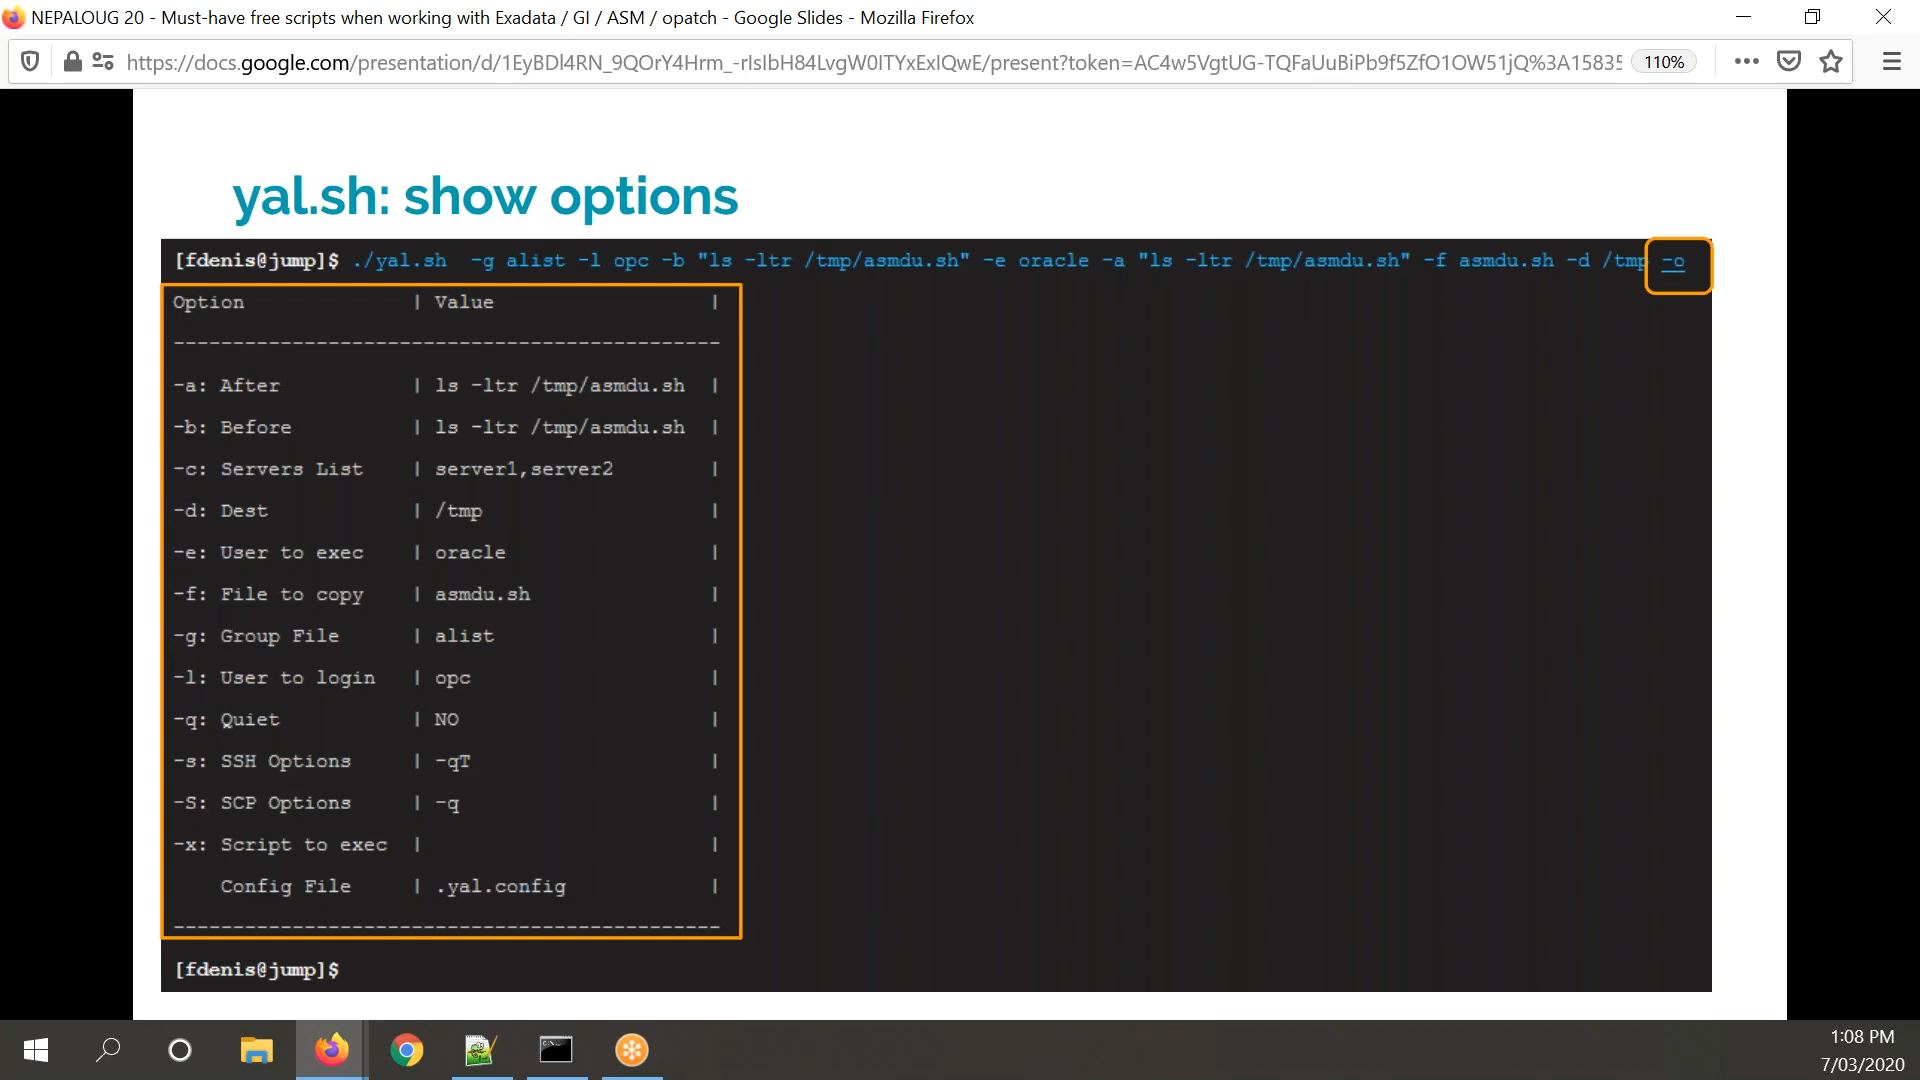 NEPALOUG 20 - Must-have free scripts when working with Exadata / GI / ASM / opatch - Google Slides - Mozilla Firefox
https://docs.google.com/presentation/d/1EyBDl4RN_9QOrY4Hrm_-rIsIbH84LvgW0ITYxExIQwE/present?token=AC4w5VgtUG-TQFaUuBiPb9f5ZfO1OW51jQ%3A15835 110%
yal.sh: show options
[fdenis@jump]$ ./yal.sh -g alist -l opc -b "ls -ltr /tmp/asmdu.sh" -e oracle -a "ls -ltr /tmp/asmdu.sh" -f asmdu.sh -d /tmp -o
Option | Value |
----------------------------------------------
-a: After | ls -ltr /tmp/asmdu.sh |
-b: Before | ls -ltr /tmp/asmdu.sh |
-c: Servers List | server1,server2 |
-d: Dest | /tmp |
-e: User to exec | oracle |
-f: File to copy | asmdu.sh |
-g: Group File | alist |
-l: User to login | opc |
-q: Quiet | NO |
-s: SSH Options | -qT |
-S: SCP Options | -q |
-x: Script to exec | |
Config File | .yal.config |
----------------------------------------------
[fdenis@jump]$
1:08 PM
7/03/2020